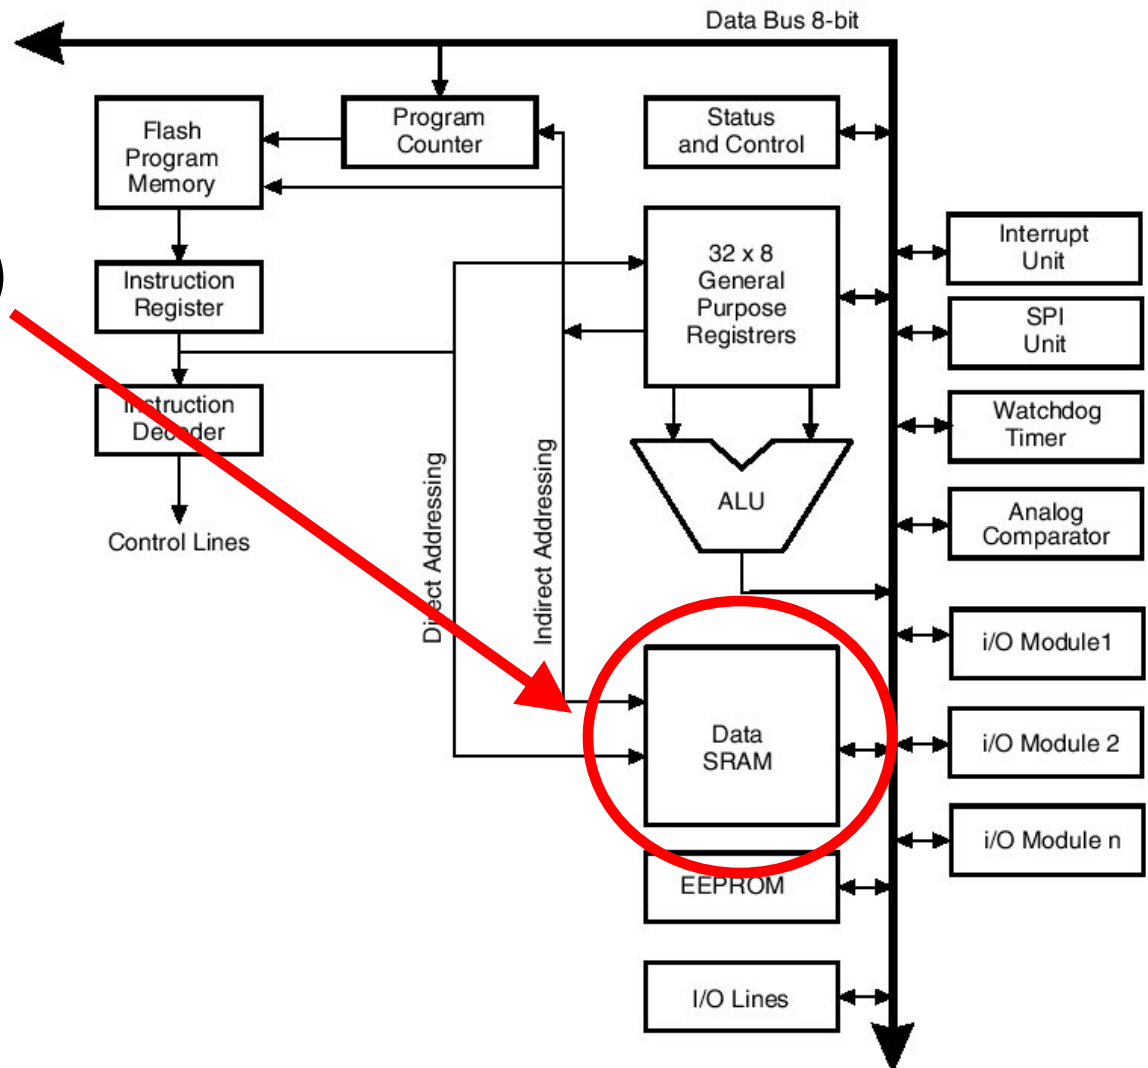 Data Bus 8-bit
Flash
Program
Memory
Program
Counter
Status
and Control
Instruction
Register
32 x 8
General
Purpose
Registrers
Interrupt
Unit
SPI
Unit
Instruction
Decoder
Watchdog
Timer
Control Lines
Direct Addressing
Indirect Addressing
ALU
Analog
Comparator
i/O Module1
Data
SRAM
i/O Module 2
i/O Module n
EEPROM
I/O Lines